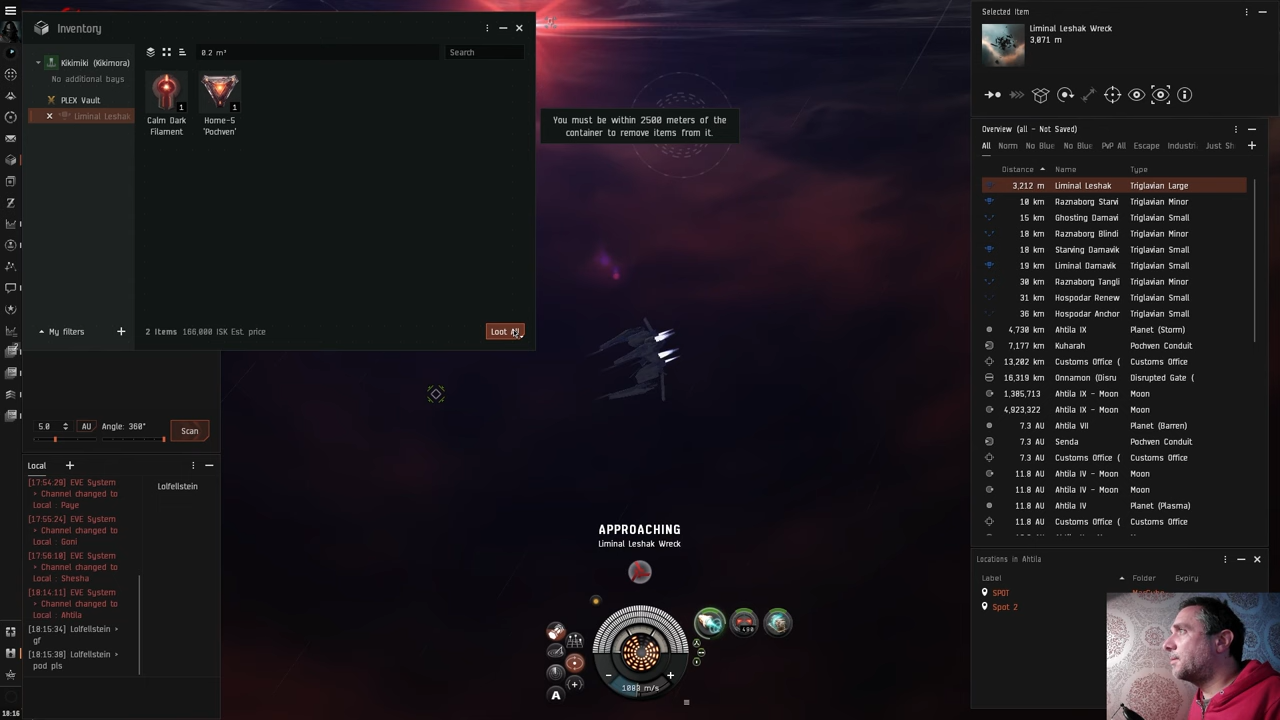 Inventory
Kikimiki (Kikimora)
No additional bays
PLEX Vault
Liminal Leshak
0.2 m³
Search
1
1
Calm Dark
Filament
Home-5
'Pochven'
You must be within 2500 meters of the
container to remove items from it.
My filters
2 Items 166,000 ISK Est. price
Loot All
5.0
AU
Angle: 360°
Scan
Local
[17:54:29] EVE System
> Channel changed to
Local : Paye
[17:55:24] EVE System
> Channel changed to
Local : Goni
[17:56:10] EVE System
> Channel changed to
Local : Shesha
[18:14:11] EVE System
> Channel changed to
Local : Ahtila
[18:15:34] Lolfellstein >
gf
[18:15:38] Lolfellstein >
pod pls
Lolfellstein
18:16
APPROACHING
Liminal Leshak Wreck
490
A
Selected Item
Liminal Leshak Wreck
3,071 m
Overview (all - Not Saved)
All Norm No Blue No Blu PvP All Escape Industri Just Sh
Distance Name Type
3,212 m Liminal Leshak Triglavian Large
10 km Raznaborg Starvi Triglavian Minor
15 km Ghosting Damavi Triglavian Small
18 km Raznaborg Blindi Triglavian Minor
18 km Starving Damavik Triglavian Small
19 km Liminal Damavik Triglavian Small
30 km Raznaborg Tangli Triglavian Minor
31 km Hospodar Renew Triglavian Small
36 km Hospodar Anchor Triglavian Small
4,730 km Ahtila IX Planet (Storm)
7,177 km Kuharah Pochven Conduit
13,202 km Customs Office ( Customs Office
16,319 km Onnamon (Disru Disrupted Gate (
1,385,713 Ahtila IX - Moon Moon
4,923,322 Ahtila IX - Moon Moon
7.3 AU Ahtila VII Planet (Barren)
7.3 AU Senda Pochven Conduit
7.3 AU Customs Office ( Customs Office
11.8 AU Ahtila IV - Moon Moon
11.8 AU Ahtila IV - Moon Moon
11.8 AU Ahtila IV Planet (Plasma)
11.8 AU Customs Office ( Customs Office
Locations in Ahtila
Label Folder Expiry
SPOT
Spot 2